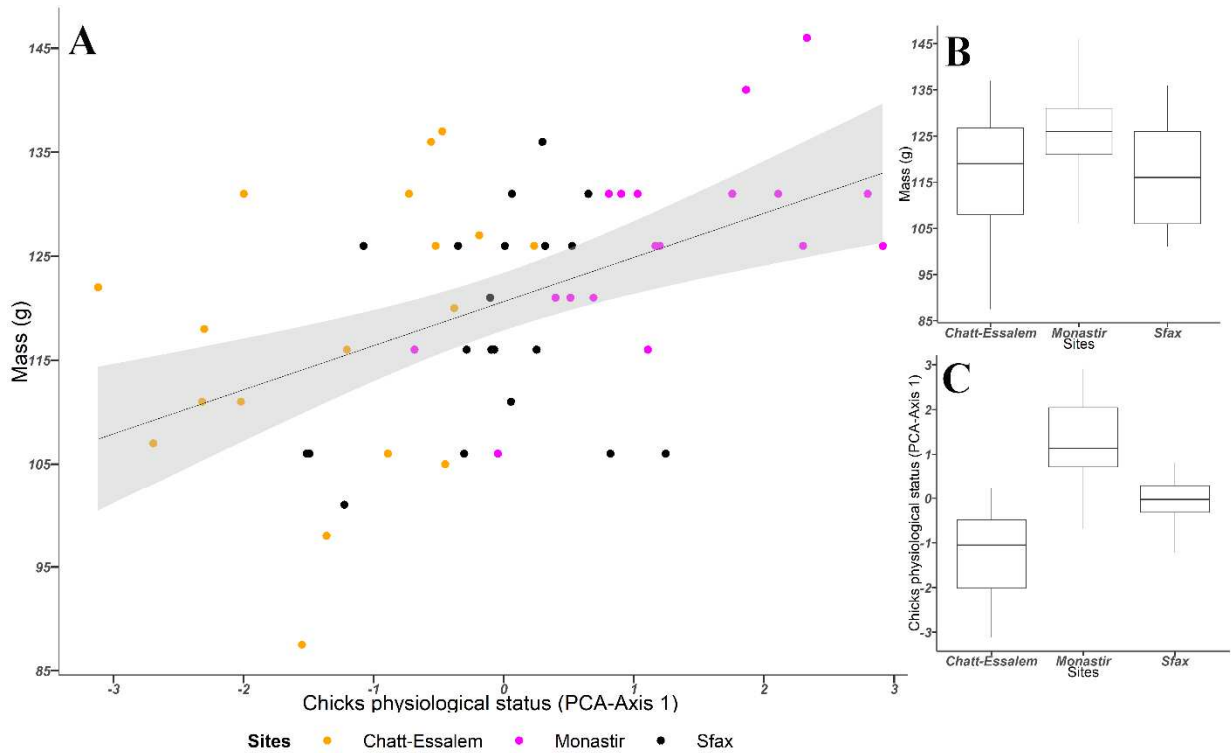 A
145
135
125
115
105
95
85
Mass (g)
-3 -2 -1 0 1 2 3
Chicks physiological status (PCA-Axis 1)
Sites Chatt-Essalem Monastir Sfax
B
145
135
125
115
105
95
85
Mass (g)
Chatt-Essalem Monastir Sfax
Sites
C
3
2
1
0
-1
-2
-3
Chicks physiological status (PCA-Axis 1)
Chatt-Essalem Monastir Sfax
Sites